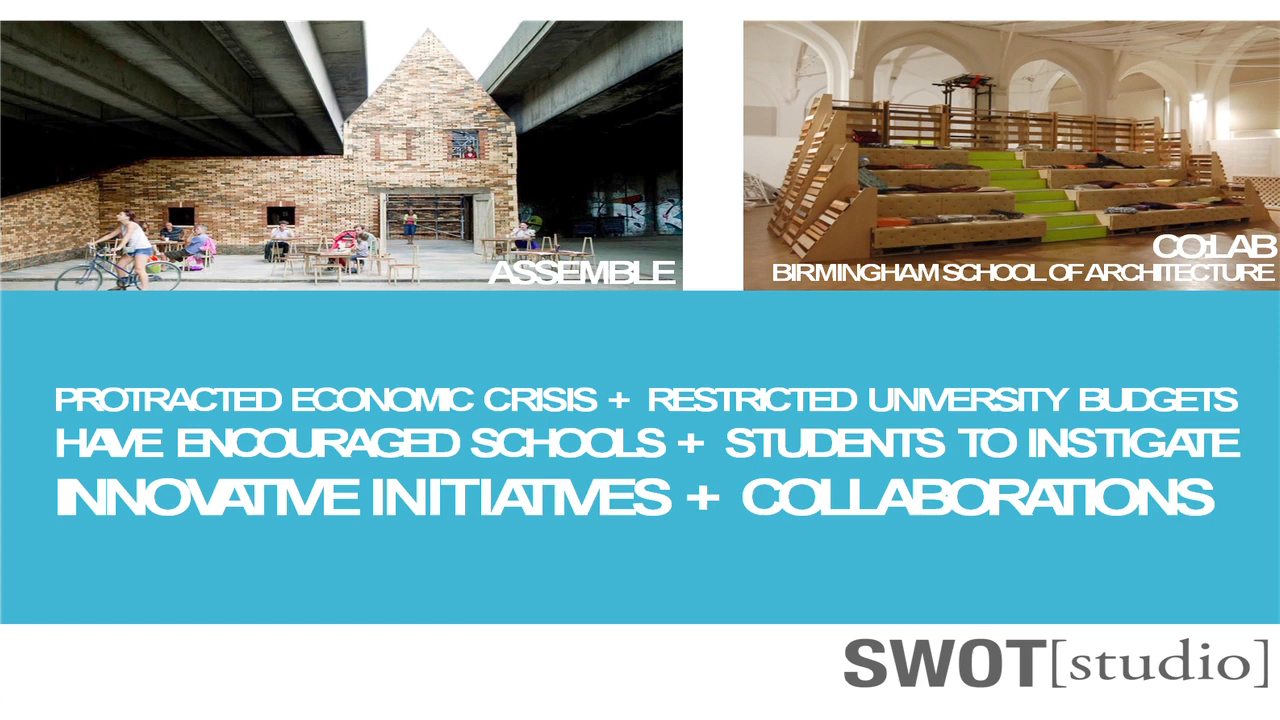 ASSEMBLE
CO:LAB
BIRMINGHAM SCHOOL OF ARCHITECTURE
PROTRACTED ECONOMIC CRISIS + RESTRICTED UNIVERSITY BUDGETS
HAVE ENCOURAGED SCHOOLS + STUDENTS TO INSTIGATE
INNOVATIVE INITIATIVES + COLLABORATIONS
SWOT[studio]